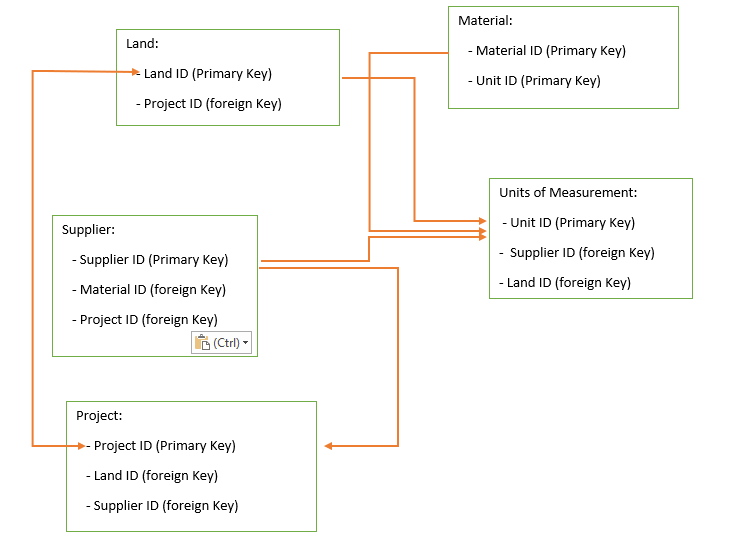 Land:
- Land ID (Primary Key)
- Project ID (foreign Key)
Material:
- Material ID (Primary Key)
- Unit ID (Primary Key)
Units of Measurement:
- Unit ID (Primary Key)
- Supplier ID (foreign Key)
- Land ID (foreign Key)
Supplier:
- Supplier ID (Primary Key)
- Material ID (foreign Key)
- Project ID (foreign Key)
(Ctrl)
Project:
- Project ID (Primary Key)
- Land ID (foreign Key)
- Supplier ID (foreign Key)